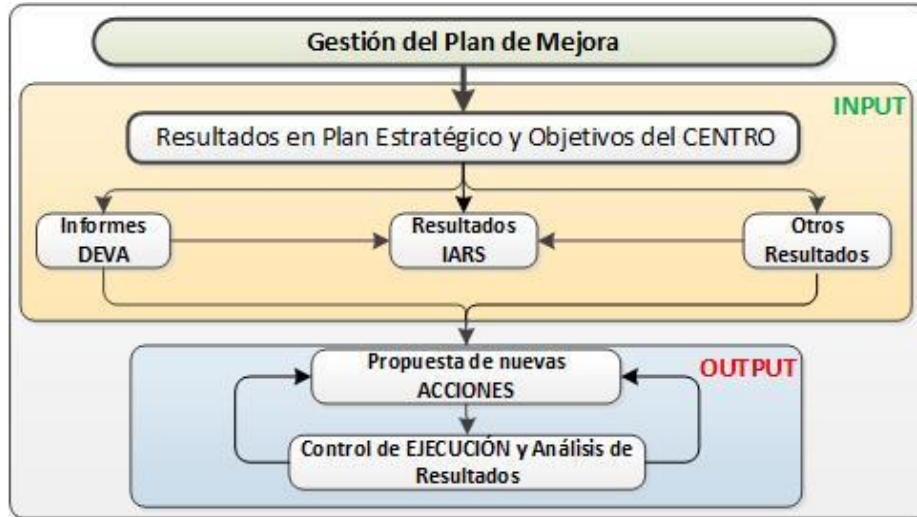 Gestión del Plan de Mejora
INPUT
Resultados en Plan Estratégico y Objetivos del CENTRO
Informes
DEVA
Resultados
IARS
Otros
Resultados
Propuesta de nuevas
ACCIONES
OUTPUT
Control de EJECUCIÓN y Análisis de
Resultados